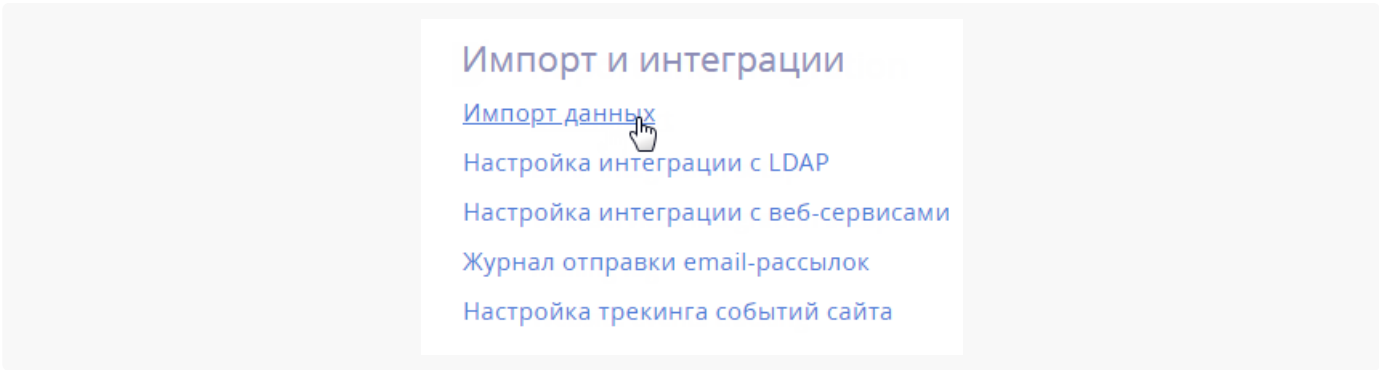 Импорт и интеграции
Импорт данных
Настройка интеграции с LDAP
Настройка интеграции с веб-сервисами
Журнал отправки email-рассылок
Настройка трекинга событий сайта